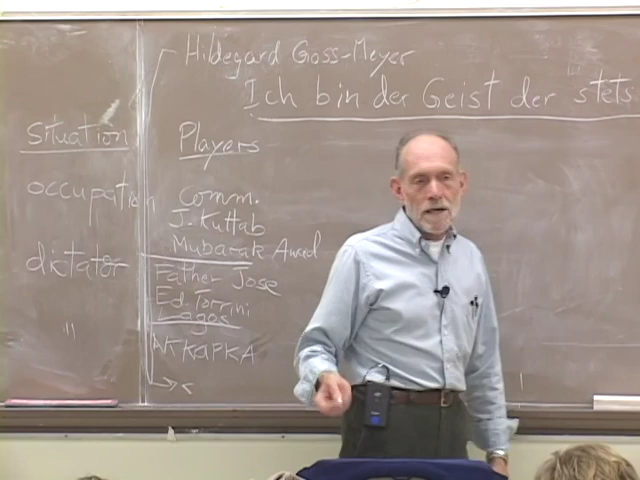 Hildegard Goss-Meyer
Ich bin der Geist der stets
Situation
occupation
dictator
"
Players
Comm.
J. Kuttab
Mubarak Awad
Father Jose
Ed.
Lagos
AKKAPKA